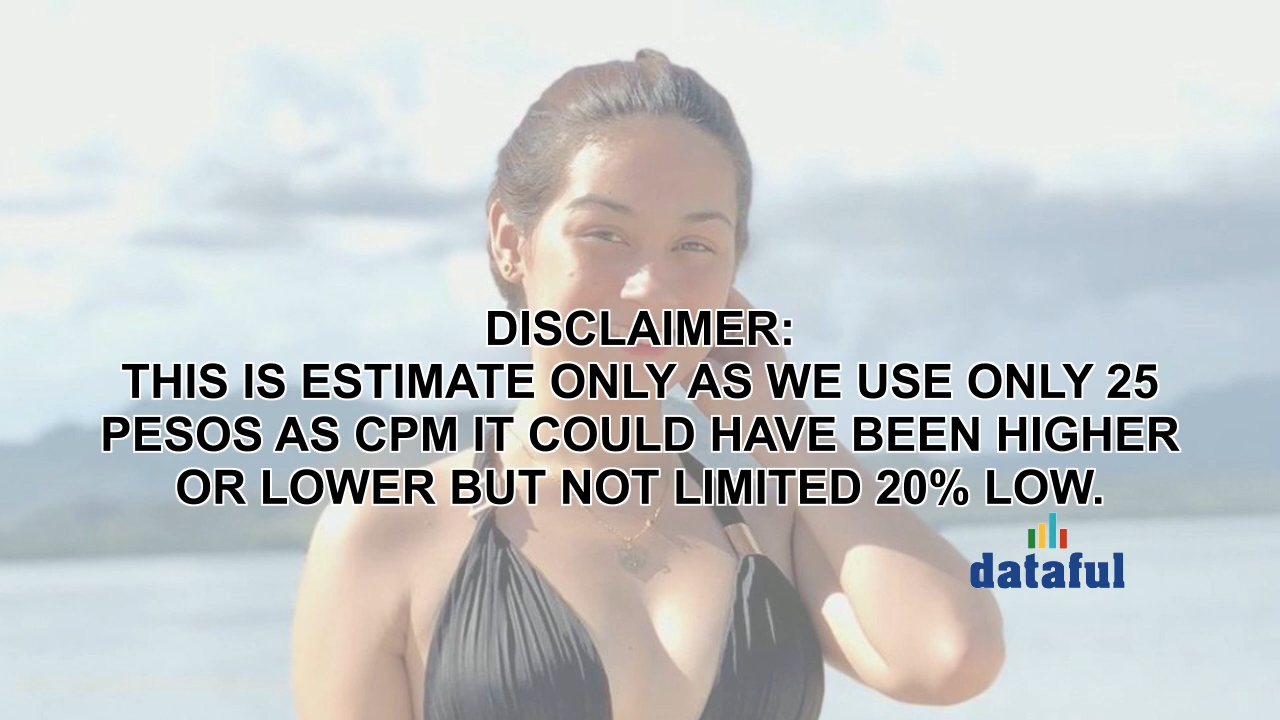 DISCLAIMER:
THIS IS ESTIMATE ONLY AS WE USE ONLY 25
PESOS AS CPM IT COULD HAVE BEEN HIGHER
OR LOWER BUT NOT LIMITED 20% LOW.
dataful